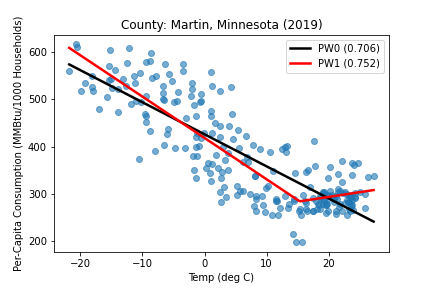 County: Martin, Minnesota (2019)
Per-Capita Consumption (MMBtu/1000 Households)
600
500
400
300
200
PW0 (0.706)
PW1 (0.752)
−20 −10 0 10 20
Temp (deg C)